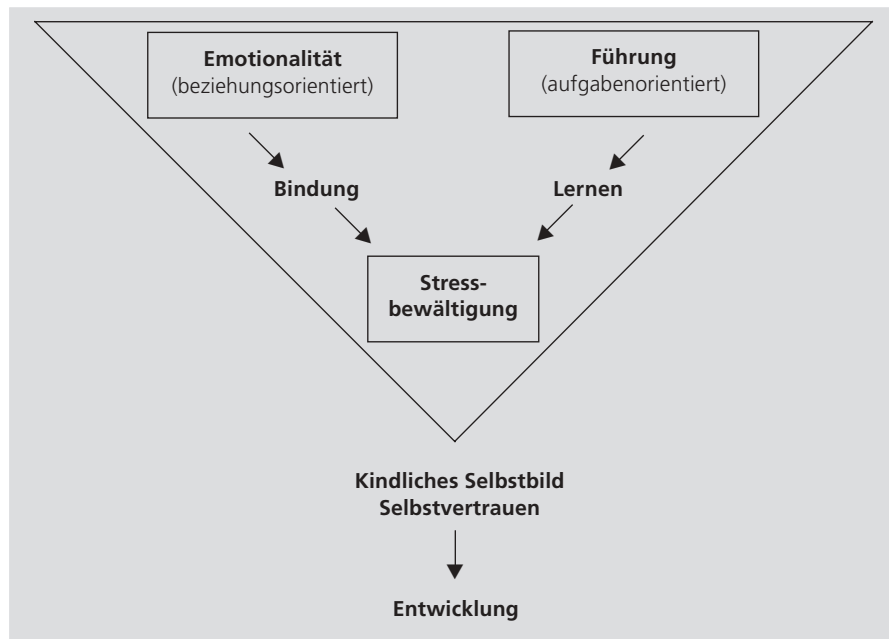 Emotionalität
(beziehungsorientiert)
Führung
(aufgabenorientiert)
Bindung
Lernen
Stress-
bewältigung
Kindliches Selbstbild
Selbstvertrauen
Entwicklung